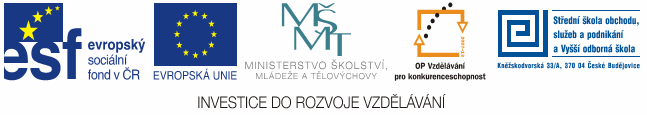 esf evropský
sociální
fond v ČR
EVROPSKÁ UNIE
MŠMT
MINISTERSTVO ŠKOLSTVÍ,
MLÁDEŽE A TĚLOVÝCHOVY
OP Vzdělávání
pro konkurenceschopnost
Střední škola obchodu,
služeb a podnikání
a Vyšší odborná škola
Kněžskodvorská 33/A, 370 04 České Budějovice
INVESTICE DO ROZVOJE VZDĚLÁVÁNÍ